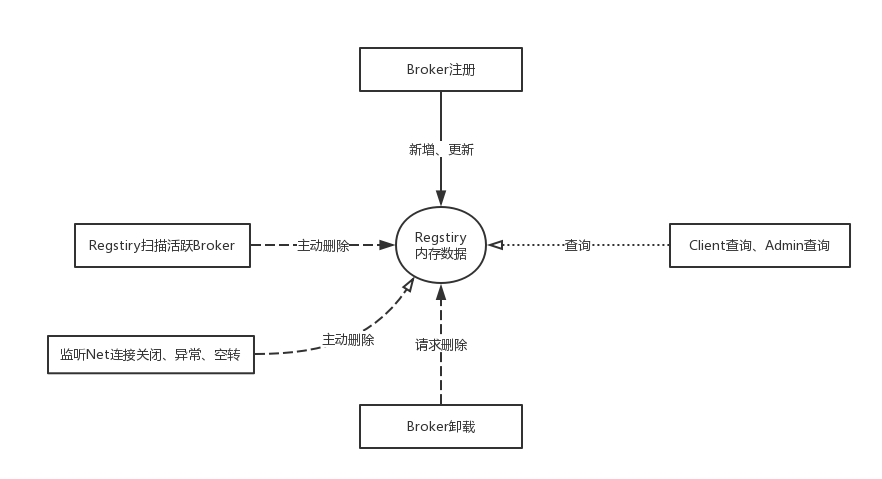 Broker注册
新增、更新
Regstiry扫描活跃Broker
主动删除
Regstiry
内存数据
查询
Client查询、Admin查询
监听Net连接关闭、异常、空转
主动删除
请求删除
Broker卸载